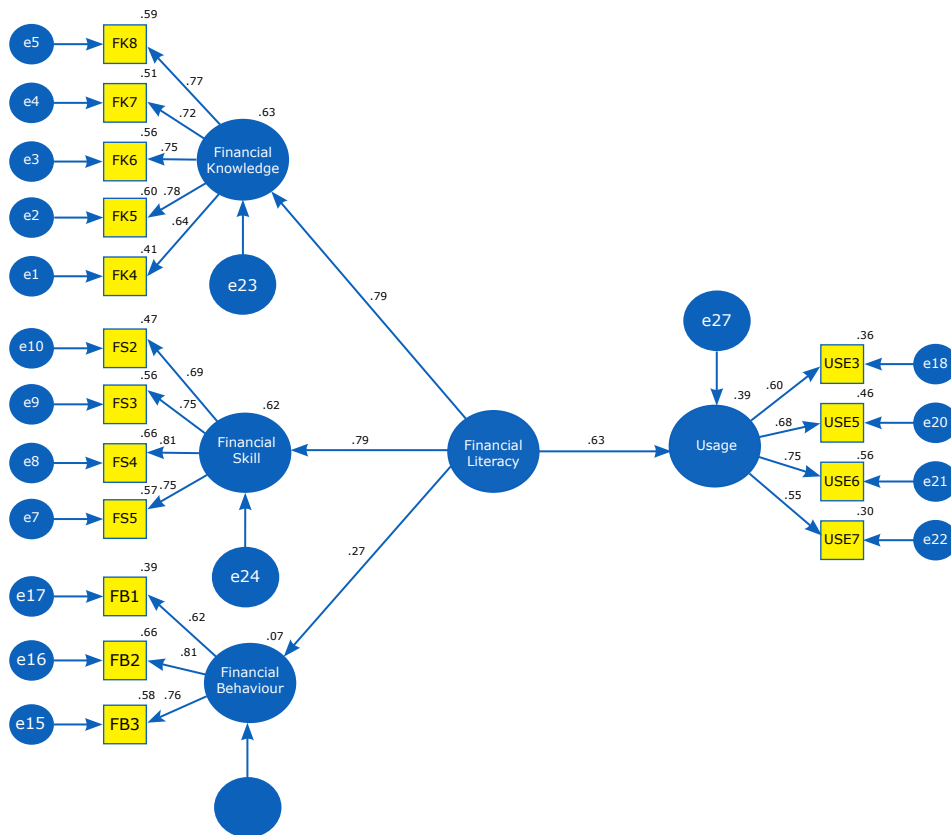 .59
e5
FK8
.51
.77
e4
FK7
.72
.63
.56
.75
e3
FK6
Financial
Knowledge
.60 .78
e2
FK5
.64
.41
e1
FK4
e23
.79
e27
.47
e10
FS2
.69
.36
USE3
e18
.56
e9
FS3
.75
.62
.39
.60
.46
.66
.81
e8
FS4
Financial
Skill
.79
Financial
Literacy
.63
Usage
.68
USE5
e20
.57
.75
e7
FS5
.75
.56
USE6
e21
.55
.30
USE7
e22
e24
.27
.39
e17
FB1
.62
.66
.07
e16
FB2
.81
Financial
Behaviour
.58 .76
e15
FB3